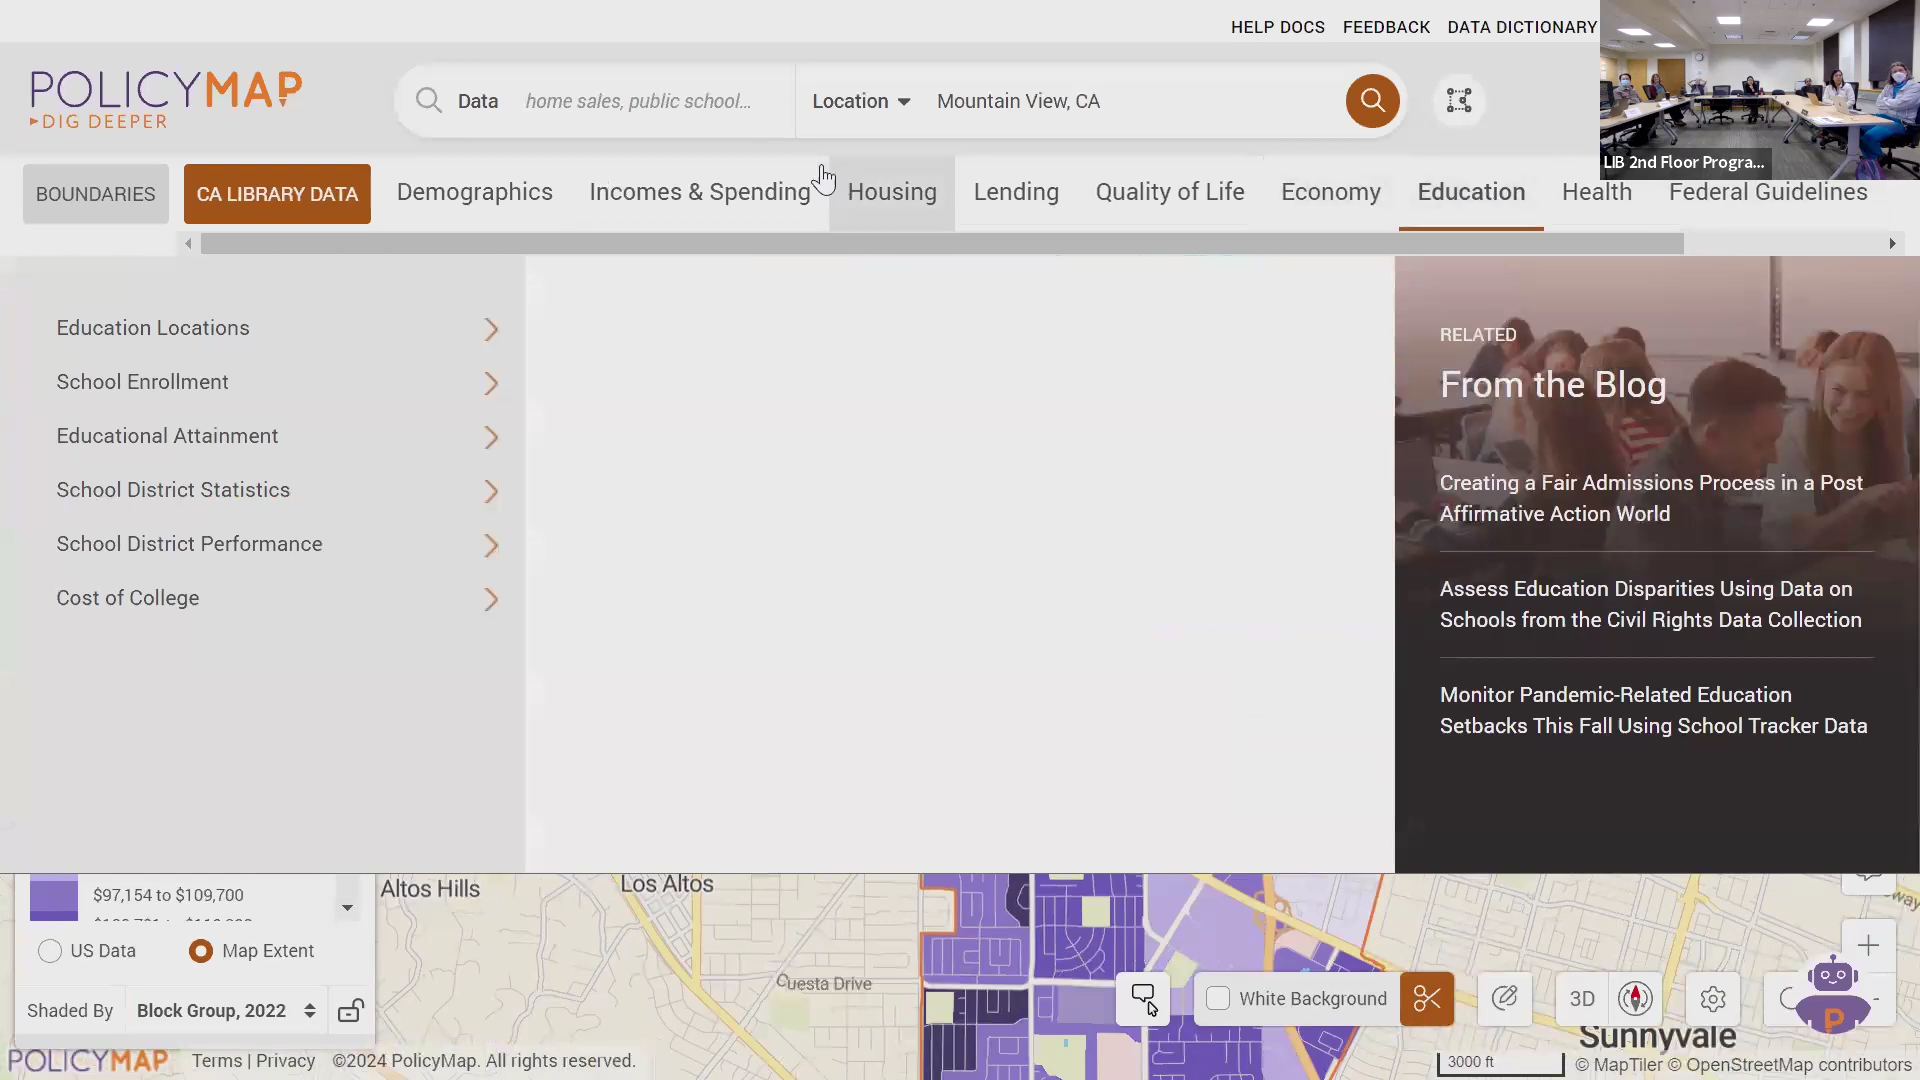 HELP DOCS FEEDBACK DATA DICTIONARY
POLICYMAP
DIG DEEPER
Data home sales, public school... Location Mountain View, CA
LIB 2nd Floor Progra...
BOUNDARIES CA LIBRARY DATA Demographics Incomes & Spending Housing Lending Quality of Life Economy Education Health Federal Guidelines
Education Locations
School Enrollment
Educational Attainment
School District Statistics
School District Performance
Cost of College
RELATED
From the Blog
Creating a Fair Admissions Process in a Post
Affirmative Action World
Assess Education Disparities Using Data on
Schools from the Civil Rights Data Collection
Monitor Pandemic-Related Education
Setbacks This Fall Using School Tracker Data
$97,154 to $109,700
US Data Map Extent
Shaded By Block Group, 2022
Altos Hills
Los Altos
Cuesta Drive
White Background
3D
P
Sunnyvale
3000 ft
POLICYMAP Terms | Privacy ©2024 PolicyMap. All rights reserved.
© MapTiler © OpenStreetMap contributors